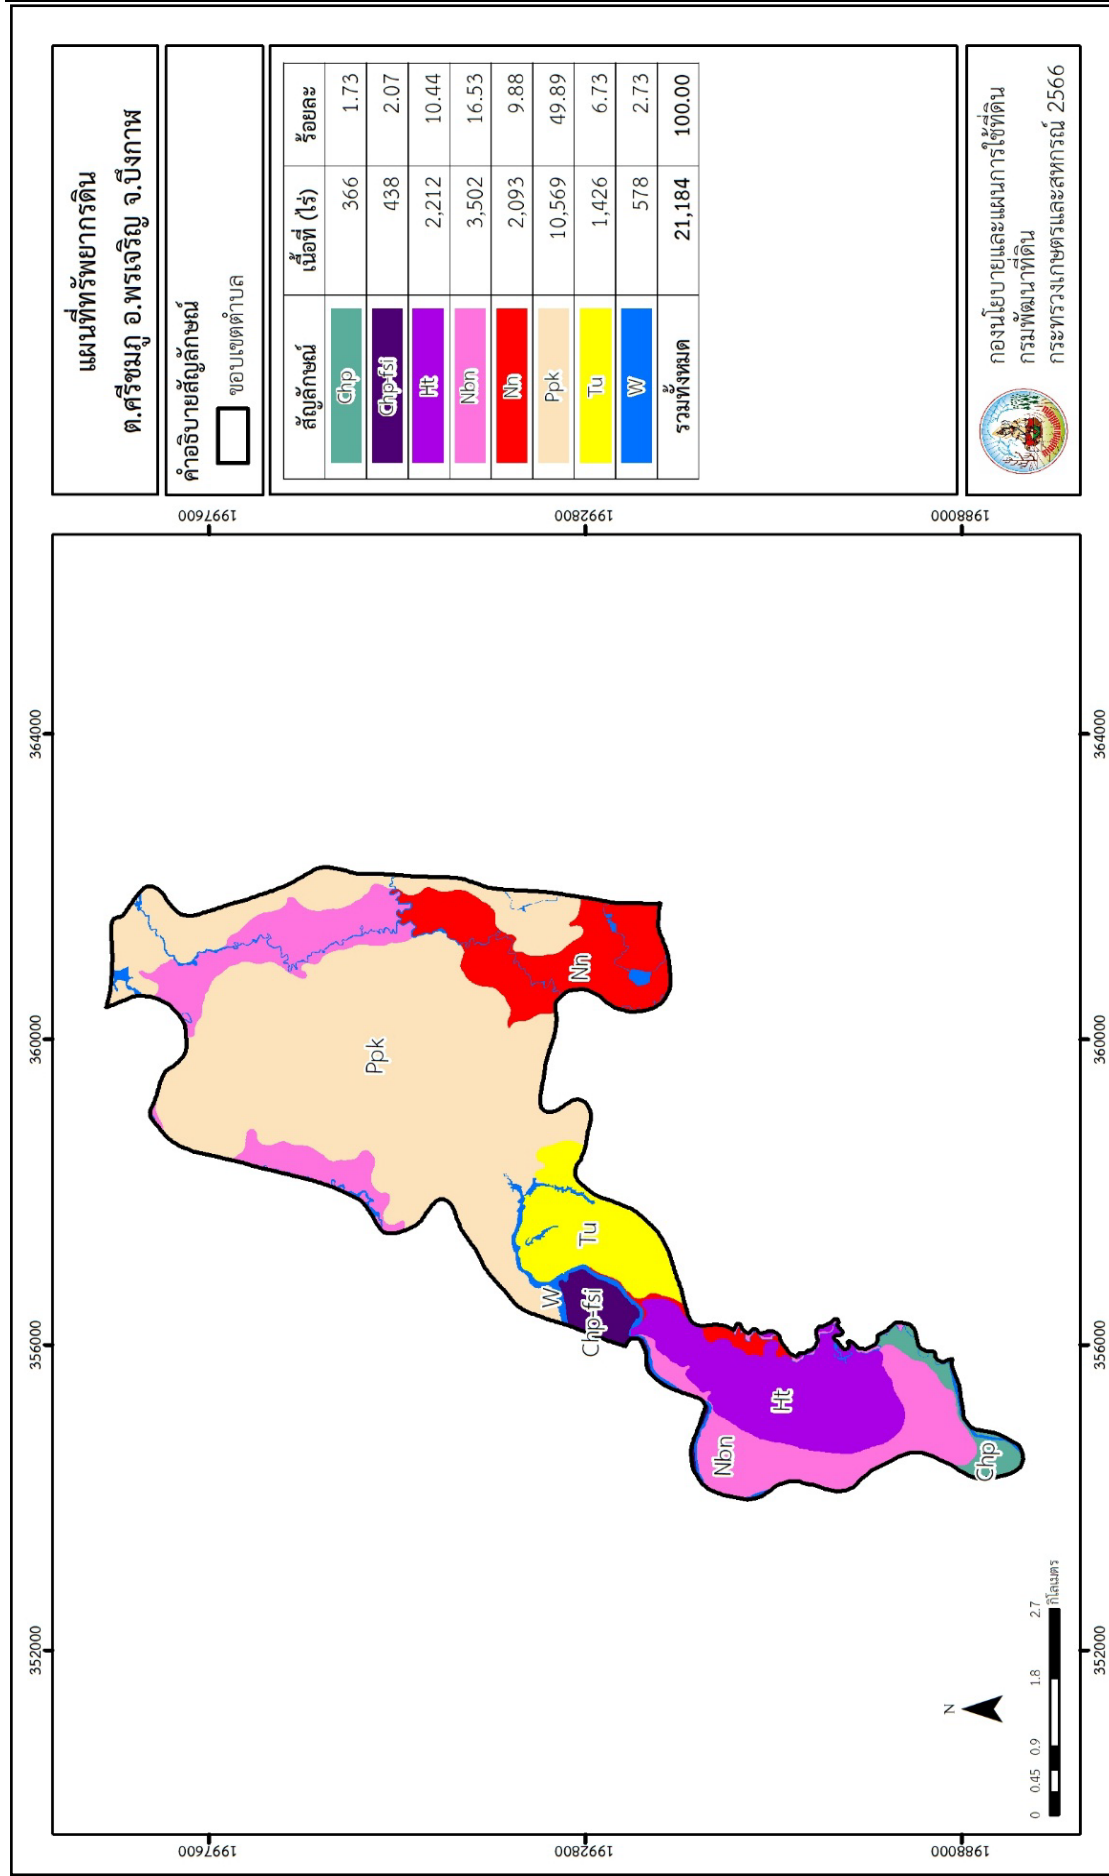 แผนที่ทรัพยากรดิน
ต.ศรีชมภู อ.พรเจริญ จ.บึงกาฬ
คำอธิบายสัญลักษณ์
ขอบเขตตำบล
สัญลักษณ์ เนื้อที่ (ไร่) ร้อยละ
Chp 366 1.73
Chp-fsi 438 2.07
Ht 2,212 10.44
Nbn 3,502 16.53
Nn 2,093 9.88
Ppk 10,569 49.89
Tu 1,426 6.73
W 578 2.73
รวมทั้งหมด 21,184 100.00
กองนโยบายและแผนการใช้ที่ดิน
กรมพัฒนาที่ดิน
กระทรวงเกษตรและสหกรณ์ 2566
352000 356000 360000 364000
1997600 1997600
Ppk
Nn
1992800 1992800
W
Tu
Chp-fsi
Nbn
Ht
Chp
1988000 1988000
N
0 0.45 0.9 1.8 2.7
กิโลเมตร
352000 356000 360000 364000